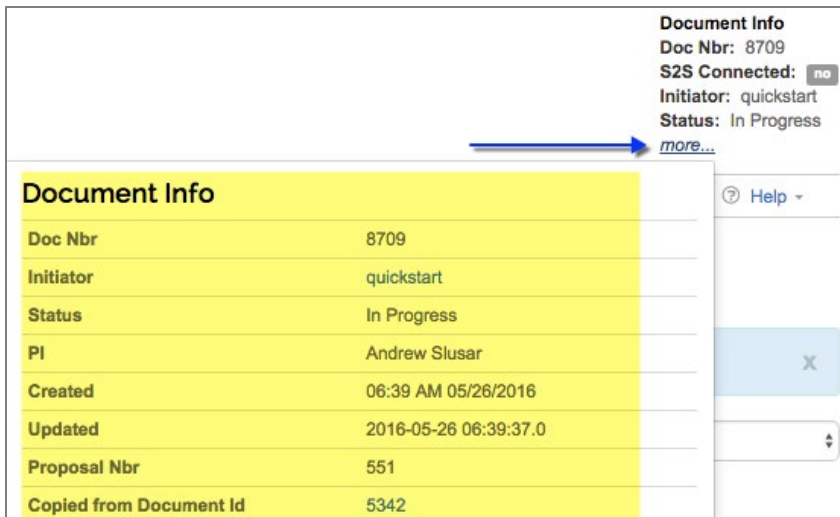 Document Info
Doc Nbr: 8709
S2S Connected: no
Initiator: quickstart
Status: In Progress
more...
Document Info
Help
Doc Nbr 8709
Initiator quickstart
Status In Progress
PI Andrew Slusar
X
Created 06:39 AM 05/26/2016
Updated 2016-05-26 06:39:37.0
Proposal Nbr 551
Copied from Document Id 5342